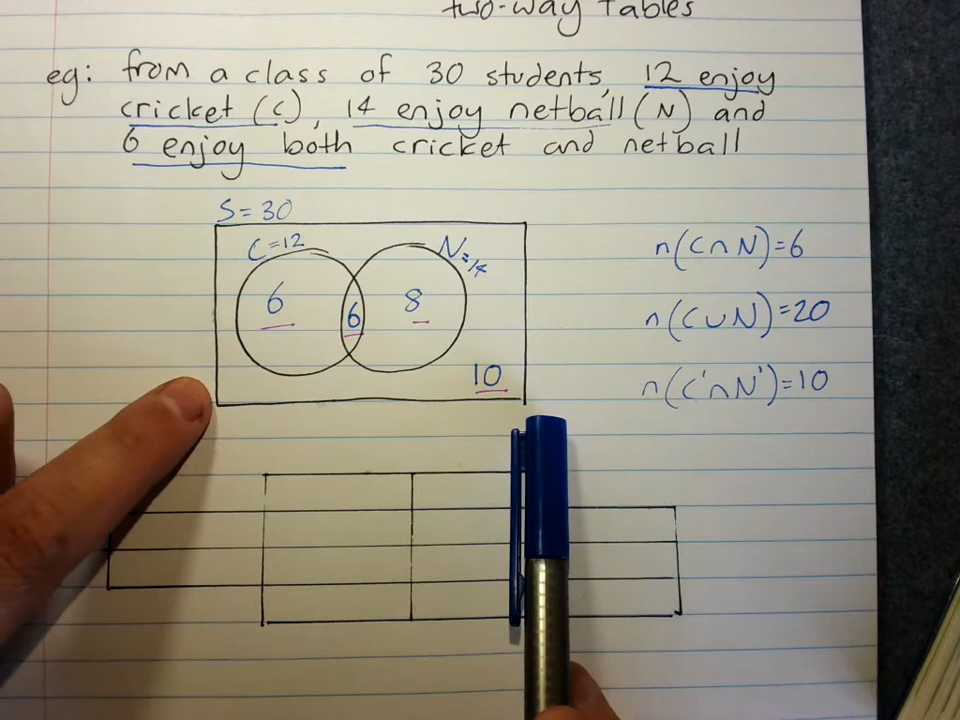 two-way Tables
eg: from a class of 30 students, 12 enjoy
cricket (C), 14 enjoy netball (N) and
6 enjoy both cricket and netball
S = 30
C = 12
N = 14
6
6
8
10
n(C∩N)=6
n(C∪N)=20
n(C'∩N')=10